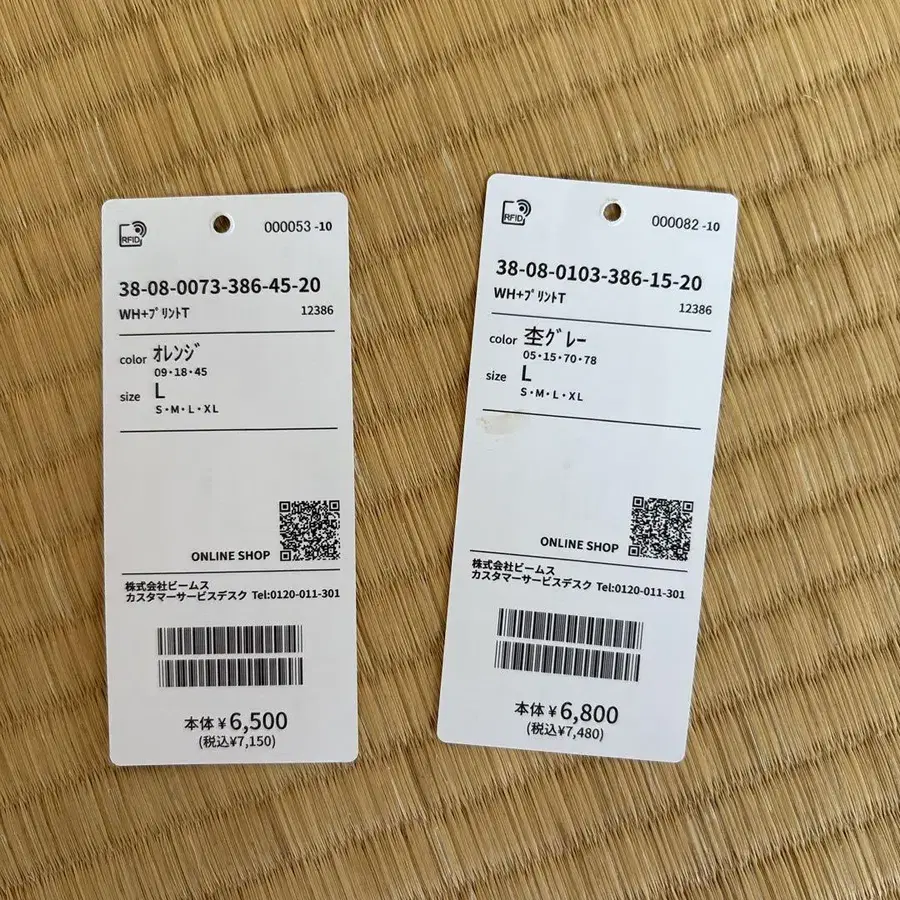 RFID
000053 -10
38-08-0073-386-45-20
WH+ﾌﾟﾘﾝﾄT
12386
color ｵﾚﾝｼﾞ
09・18・45
size L
S・M・L・XL
ONLINE SHOP
株式会社ビームス
カスタマーサービスデスク Tel:0120-011-301
本体 ¥ 6,500
(税込¥7,150)
RFID
000082 -10
38-08-0103-386-15-20
WH+ﾌﾟﾘﾝﾄT
12386
color 杢ｸﾞﾚｰ
05・15・70・78
size L
S・M・L・XL
ONLINE SHOP
株式会社ビームス
カスタマーサービスデスク Tel:0120-011-301
本体 ¥ 6,800
(税込¥7,480)